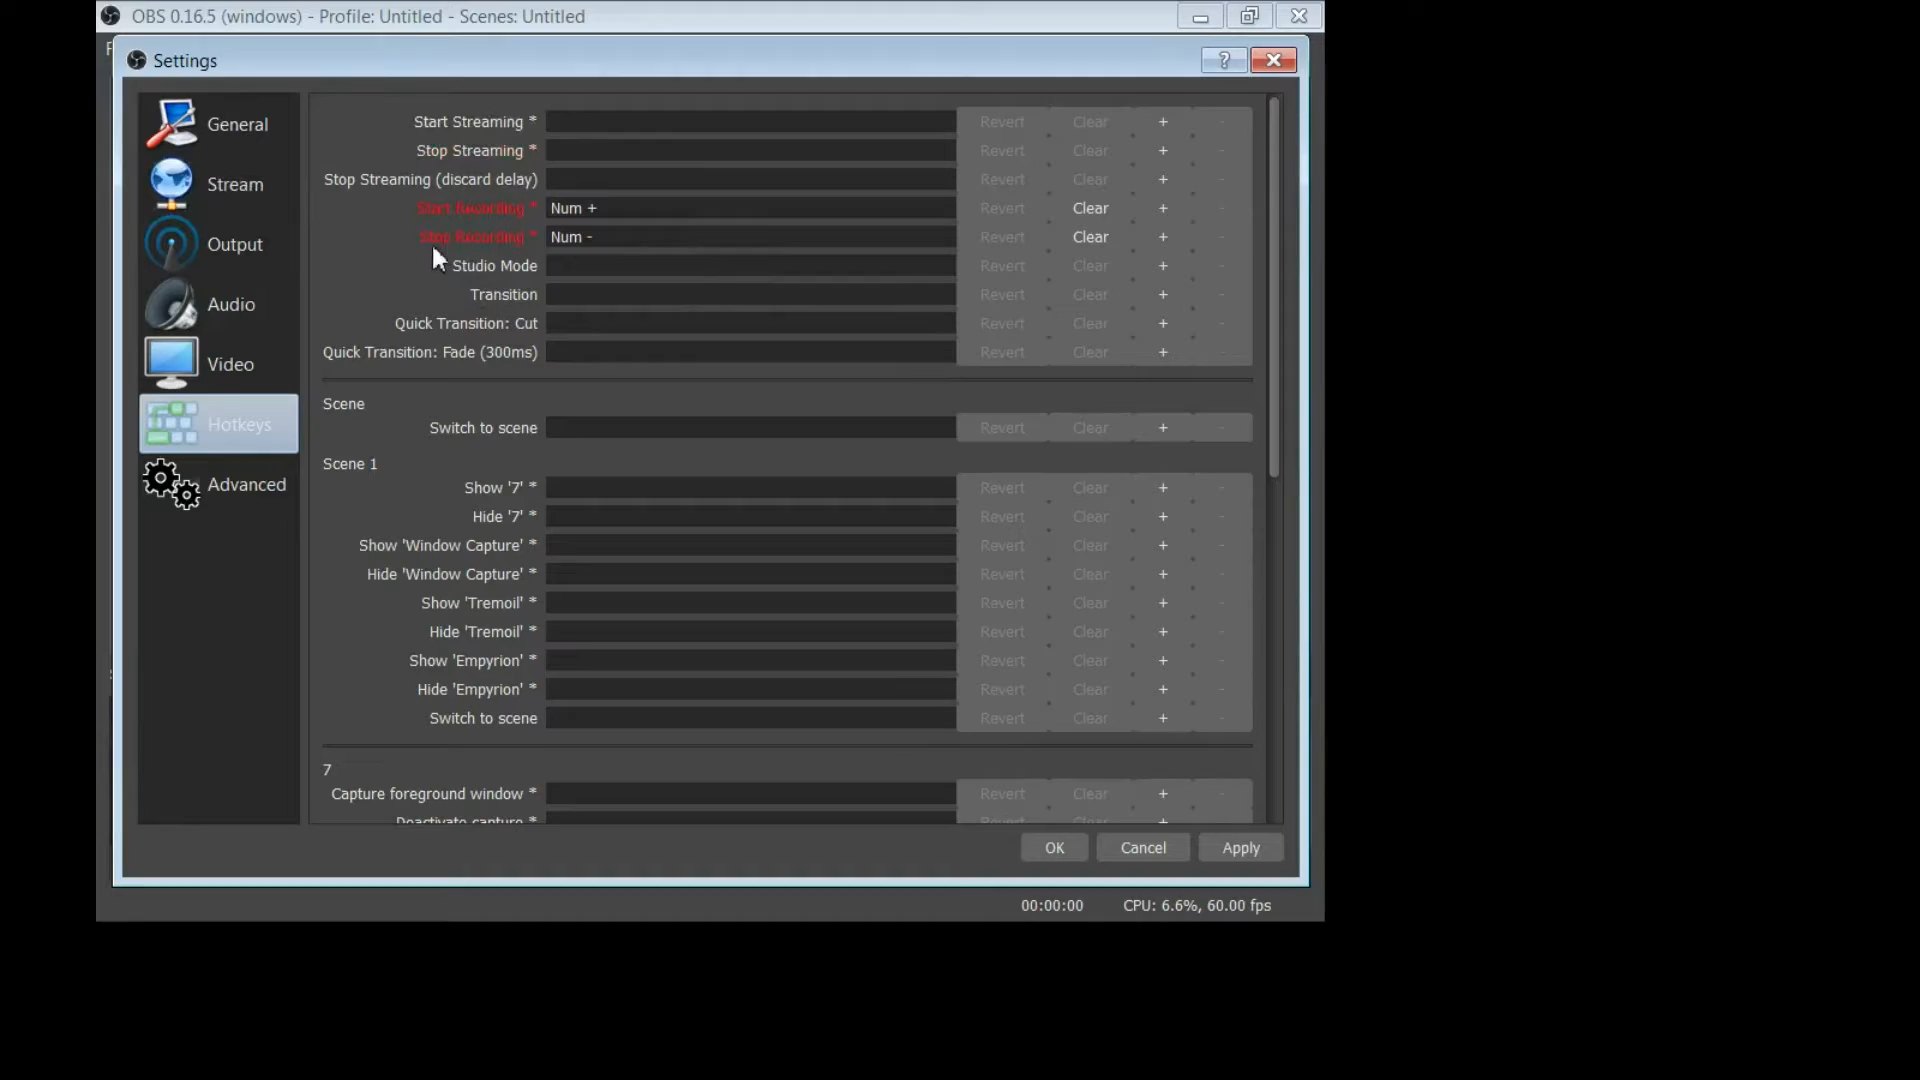 OBS 0.16.5 (windows) - Profile: Untitled - Scenes: Untitled
Settings
General
Stream
Output
Audio
Video
Hotkeys
Advanced
Start Streaming * Revert Clear + -
Stop Streaming * Revert Clear + -
Stop Streaming (discard delay) Revert Clear + -
Start Recording * Num + Revert Clear + -
Stop Recording * Num - Revert Clear + -
Studio Mode Revert Clear + -
Transition Revert Clear + -
Quick Transition: Cut Revert Clear + -
Quick Transition: Fade (300ms) Revert Clear + -
Scene
Switch to scene Revert Clear + -
Scene 1
Show '7' * Revert Clear + -
Hide '7' * Revert Clear + -
Show 'Window Capture' * Revert Clear + -
Hide 'Window Capture' * Revert Clear + -
Show 'Tremoil' * Revert Clear + -
Hide 'Tremoil' * Revert Clear + -
Show 'Empyrion' * Revert Clear + -
Hide 'Empyrion' * Revert Clear + -
Switch to scene Revert Clear + -
7
Capture foreground window * Revert Clear + -
Deactivate capture * Revert Clear + -
OK Cancel Apply
00:00:00 CPU: 6.6%, 60.00 fps